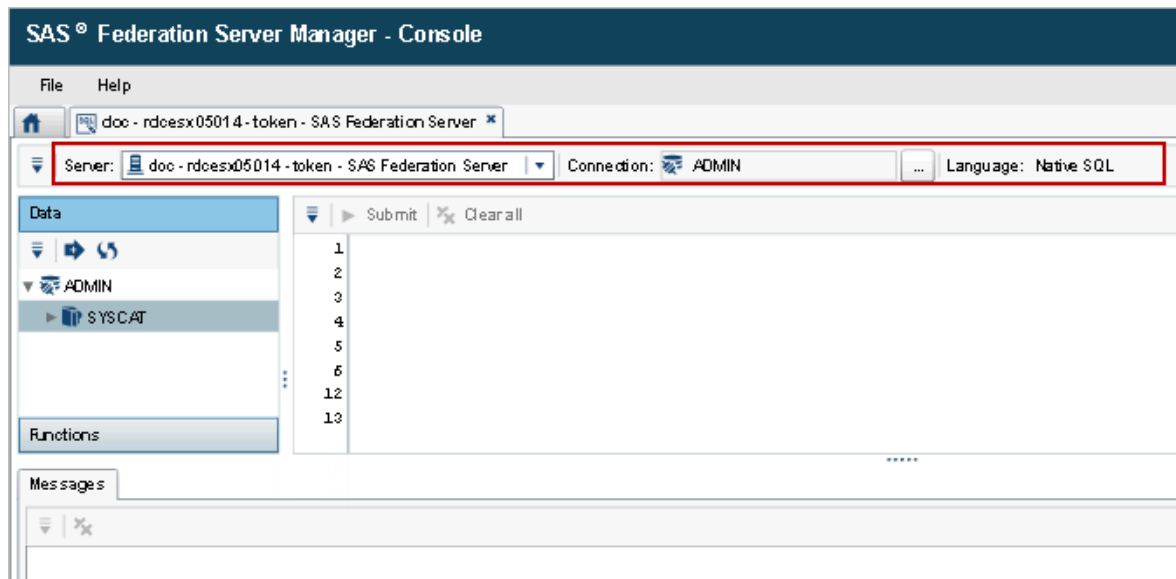 SAS ® Federation Server Manager - Console
File Help
doc - rdcesx05014 - token - SAS Federation Server
Server: doc - rdcesx05014 - token - SAS Federation Server Connection: ADMIN ... Language: Native SQL
Data
Submit Clear all
ADMIN
SYSCAT
1
2
3
4
5
6
12
13
Functions
Messages